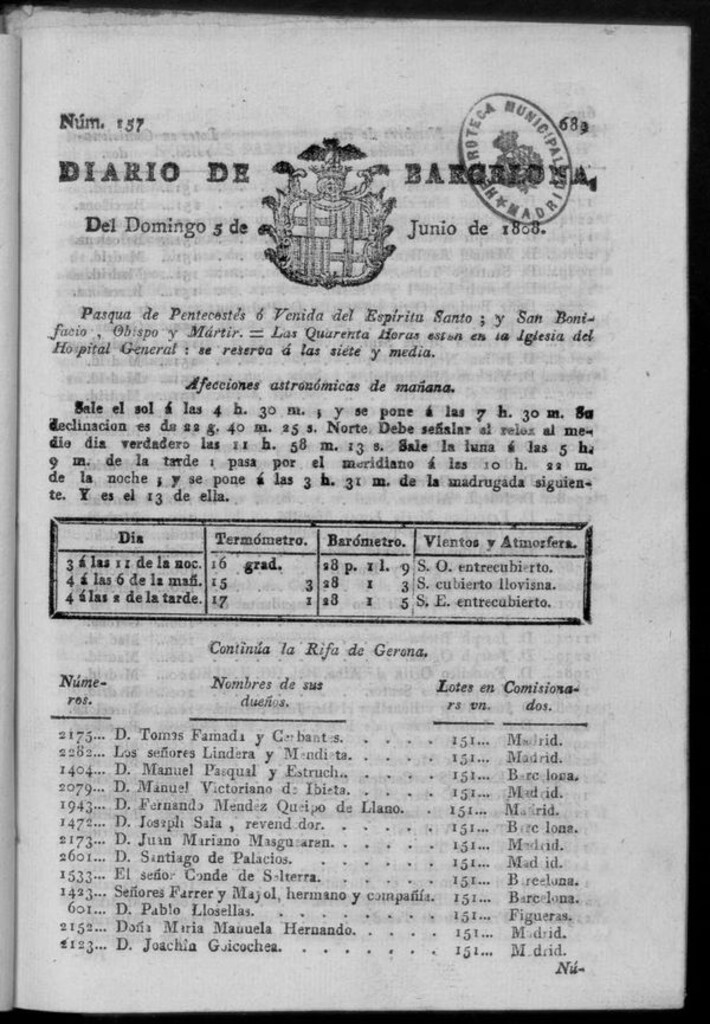 Núm. 157
HEMEROTECA MUNICIPAL
MADRID
DIARIO DE BARCELONA,
Del Domingo 5 de Junio de 1808.
Pasqua de Pentecostés ó Venida del Espíritu Santo ; y San Boni-
facio , Obispo y Mártir. = Las Quarenta Horas estan en la Iglesia del
Hospital General : se reserva á las siete y media.
Afecciones astronómicas de mañana.
Sale el sol á las 4 h. 30 m. ; y se pone á las 7 h. 30 m. Su
declinacion es de 22 g. 40 m. 25 s. Norte. Debe señalar el relox al me-
dio dia verdadero las 11 h. 58 m. 13 s. Sale la luna á las 5 h.
9 m. de la tarde : pasa por el meridiano á las 10 h. 22 m.
de la noche ; y se pone á las 3 h. 31 m. de la madrugada siguien-
te. Y es el 13 de ella.
Dia Termómetro. Barómetro. Vientos y Atmosfera.
3 á las 11 de la noc. 16 grad. 28 p. 1 l. 9 S. O. entrecubierto.
4 á las 6 de la mañ. 15 3 28 1 3 S. cubierto llovisna.
4 á las 2 de la tarde. 17 1 28 1 5 S. E. entrecubierto.
Continúa la Rifa de Gerona.
Núme- Nombres de sus Lotes en Comisiona-
ros. dueños. rs vn. dos.
2175... D. Tomas Famada y Cerbantes. . . . . 151... Madrid.
2282... Los señores Lindera y Mendieta. . . . . 151... Madrid.
1404... D. Manuel Pasqual y Estruch. . . . . 151... Barcelona.
2079... D. Manuel Victoriano de Ibieta. . . . . 151... Madrid.
1943... D. Fernando Mendez Queipo de Llano. . 151... Madrid.
1472... D. Joseph Sala , revendedor. . . . . . 151... Barcelona.
2173... D. Juan Mariano Masguaren. . . . . . 151... Madrid.
2601... D. Santiago de Palacios. . . . . . . 151... Madrid.
1533... El señor Conde de Salterra. . . . . . 151... Barcelona.
1423... Señores Farrer y Mayol, hermano y compañía. 151... Barcelona.
601... D. Pablo Llosellas. . . . . . . . . 151... Figueras.
2152... Doña Maria Manuela Hernando. . . . . 151... Madrid.
2123... D. Joachîn Goicochea. . . . . . . . 151... Madrid.
Nú-